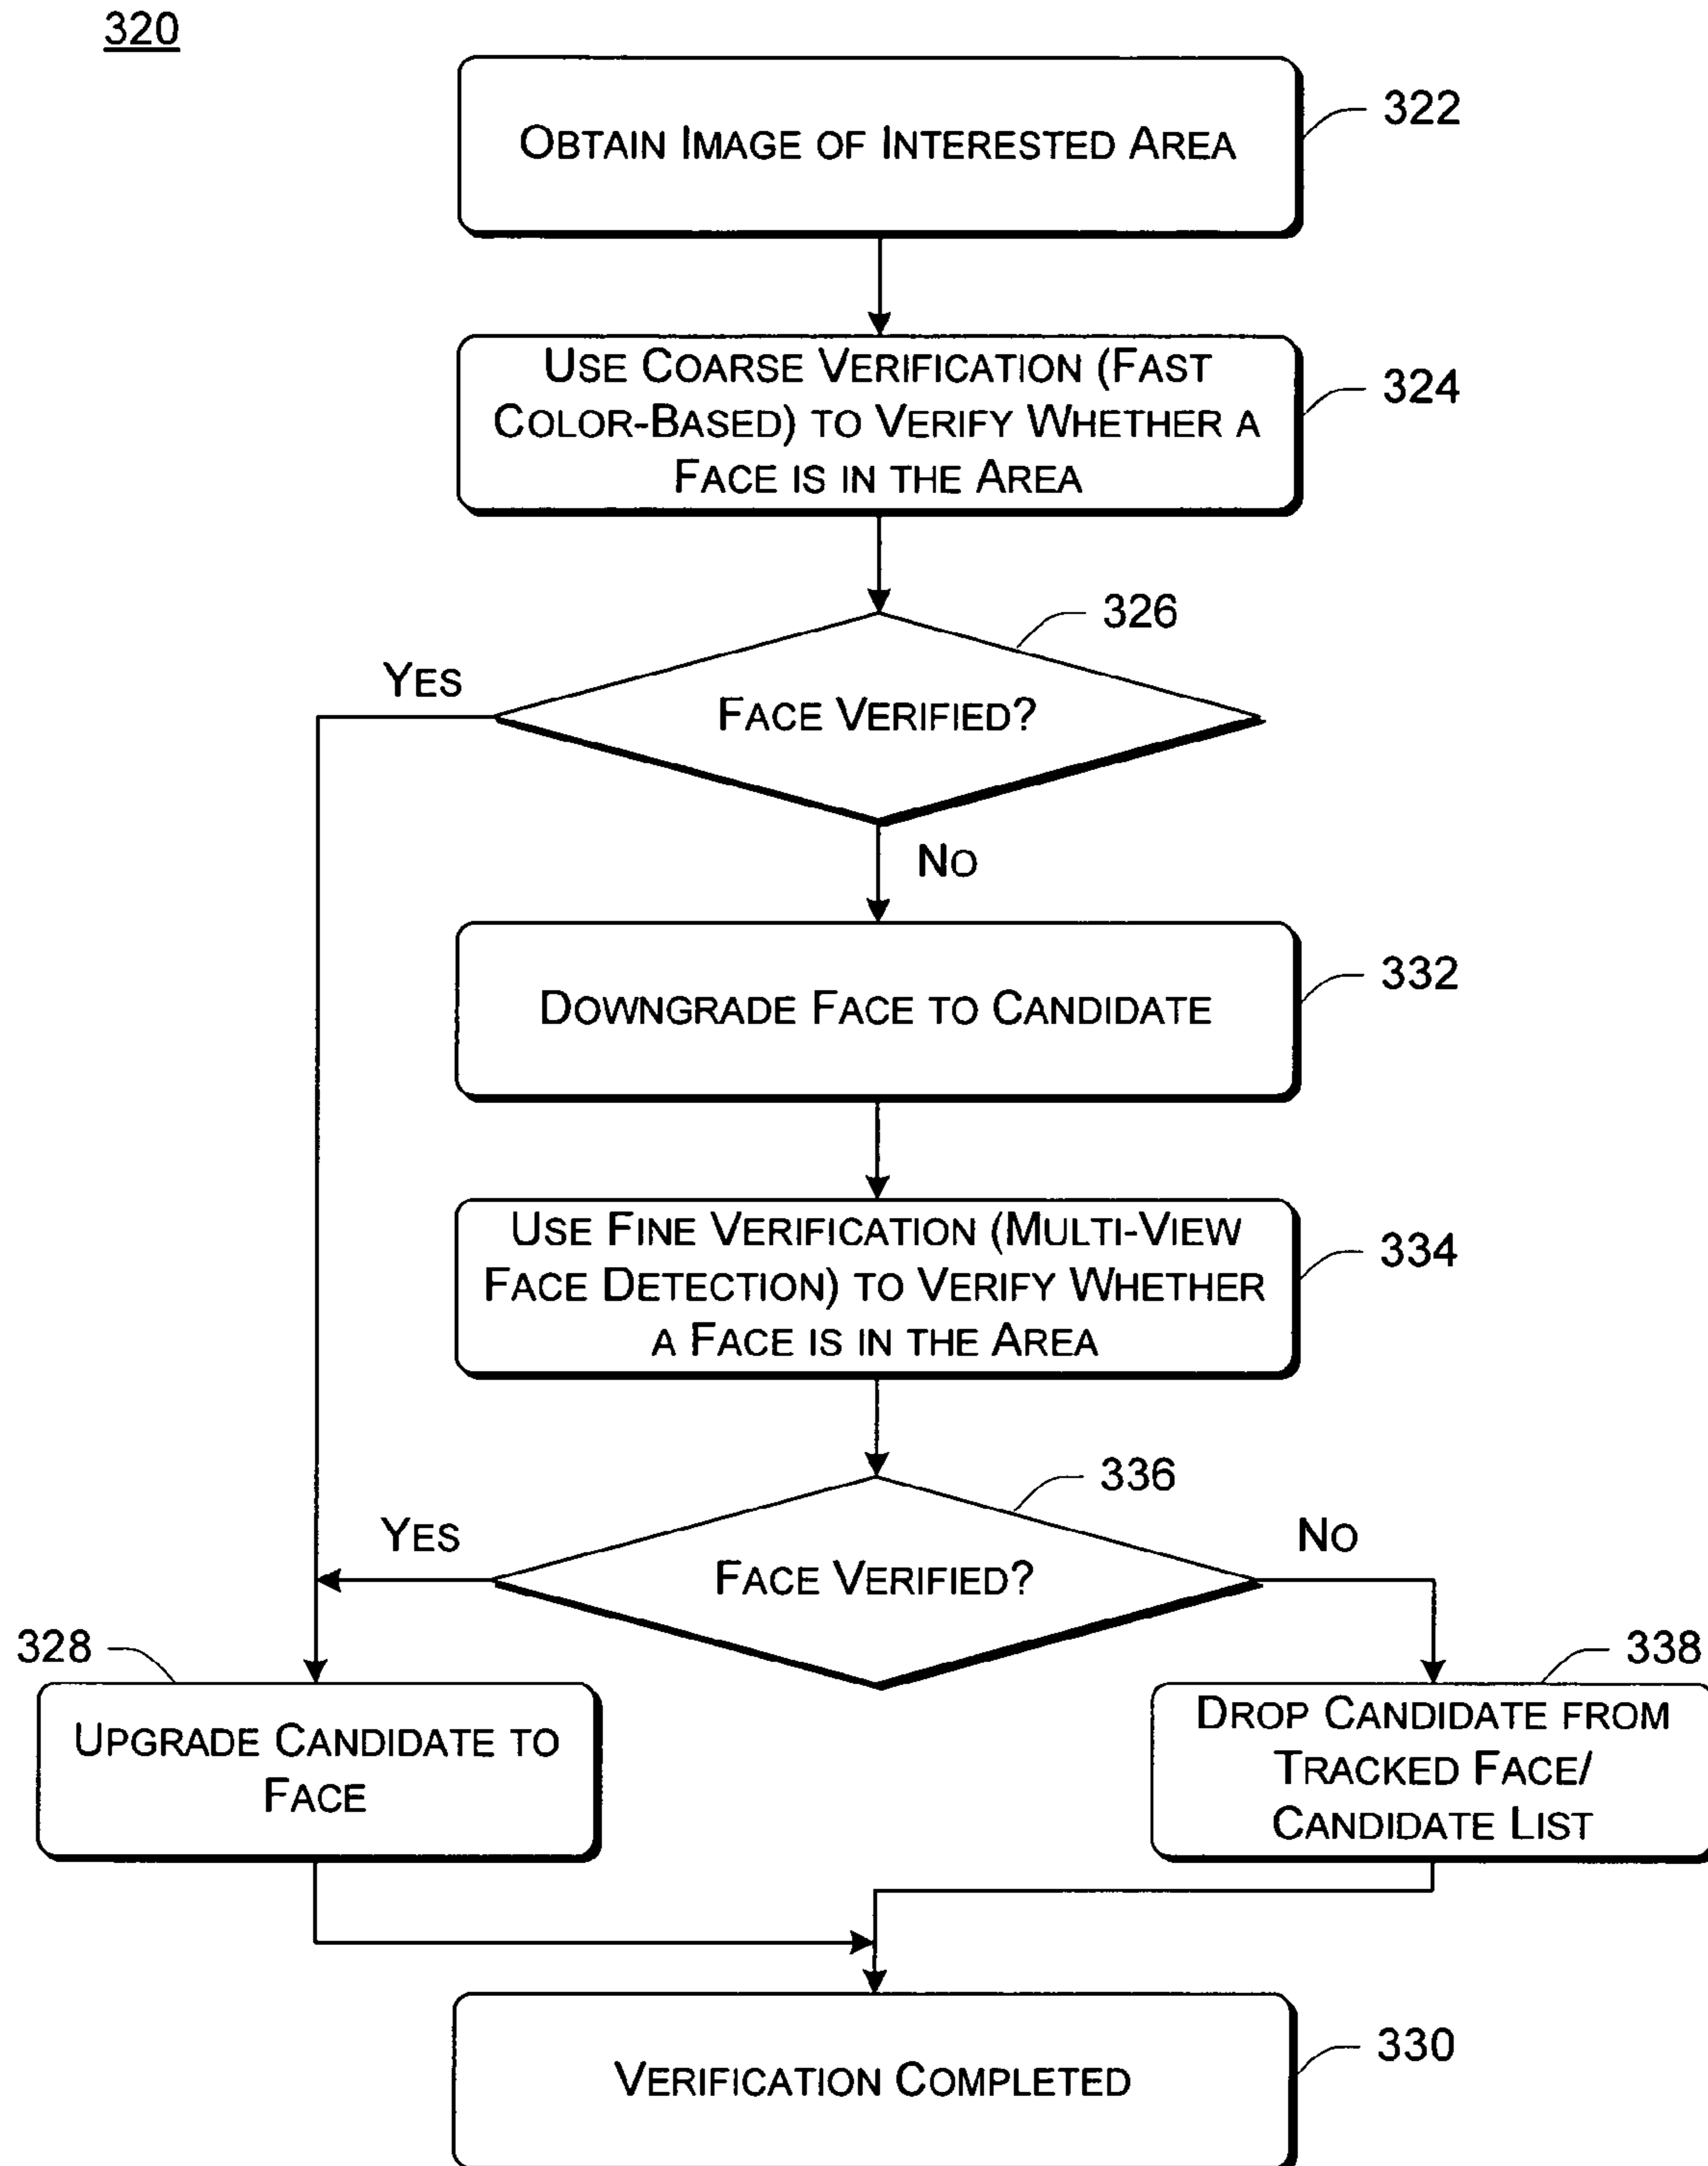 320
OBTAIN IMAGE OF INTERESTED AREA
322
USE COARSE VERIFICATION (FAST
COLOR-BASED) TO VERIFY WHETHER A
FACE IS IN THE AREA
324
326
YES
FACE VERIFIED?
NO
DOWNGRADE FACE TO CANDIDATE
332
USE FINE VERIFICATION (MULTI-VIEW
FACE DETECTION) TO VERIFY WHETHER
A FACE IS IN THE AREA
334
336
YES
NO
FACE VERIFIED?
328
338
UPGRADE CANDIDATE TO
FACE
DROP CANDIDATE FROM
TRACKED FACE/
CANDIDATE LIST
VERIFICATION COMPLETED
330